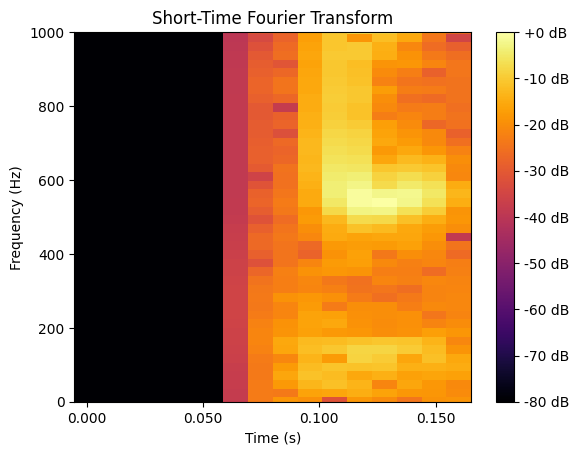 Short-Time Fourier Transform
1000
800
600
400
200
0
Frequency (Hz)
0.000
0.050
0.100
0.150
Time (s)
+0 dB
-10 dB
-20 dB
-30 dB
-40 dB
-50 dB
-60 dB
-70 dB
-80 dB